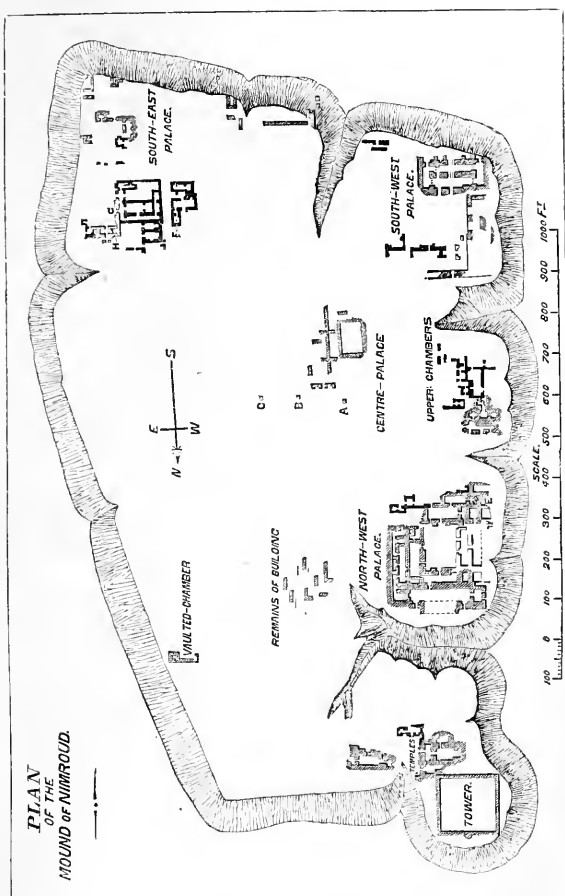 PLAN
OF THE
MOUND OF NIMROUD.
SOUTH-EAST
PALACE.
G
H
F
SOUTH-WEST
PALACE.
N
E
S
W
C
B
A
CENTRE-PALACE
UPPER CHAMBERS
VAULTED-CHAMBER
REMAINS OF BUILDING
NORTH-WEST
PALACE.
TEMPLES
TOWER.
SCALE.
100 0 100 200 300 400 500 600 700 800 900 1000 Ft